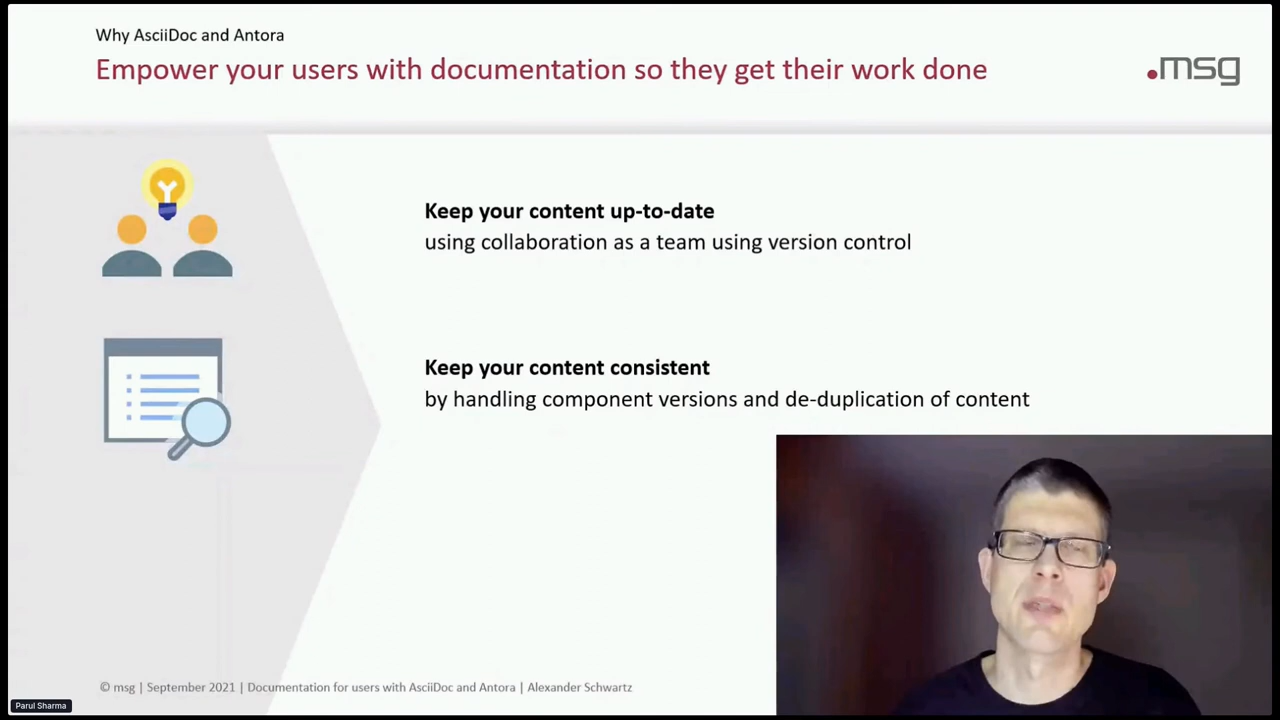 Why AsciiDoc and Antora
Empower your users with documentation so they get their work done
.msg
Keep your content up-to-date
using collaboration as a team using version control
Keep your content consistent
by handling component versions and de-duplication of content
© msg | September 2021 | Documentation for users with AsciiDoc and Antora | Alexander Schwartz
Parul Sharma